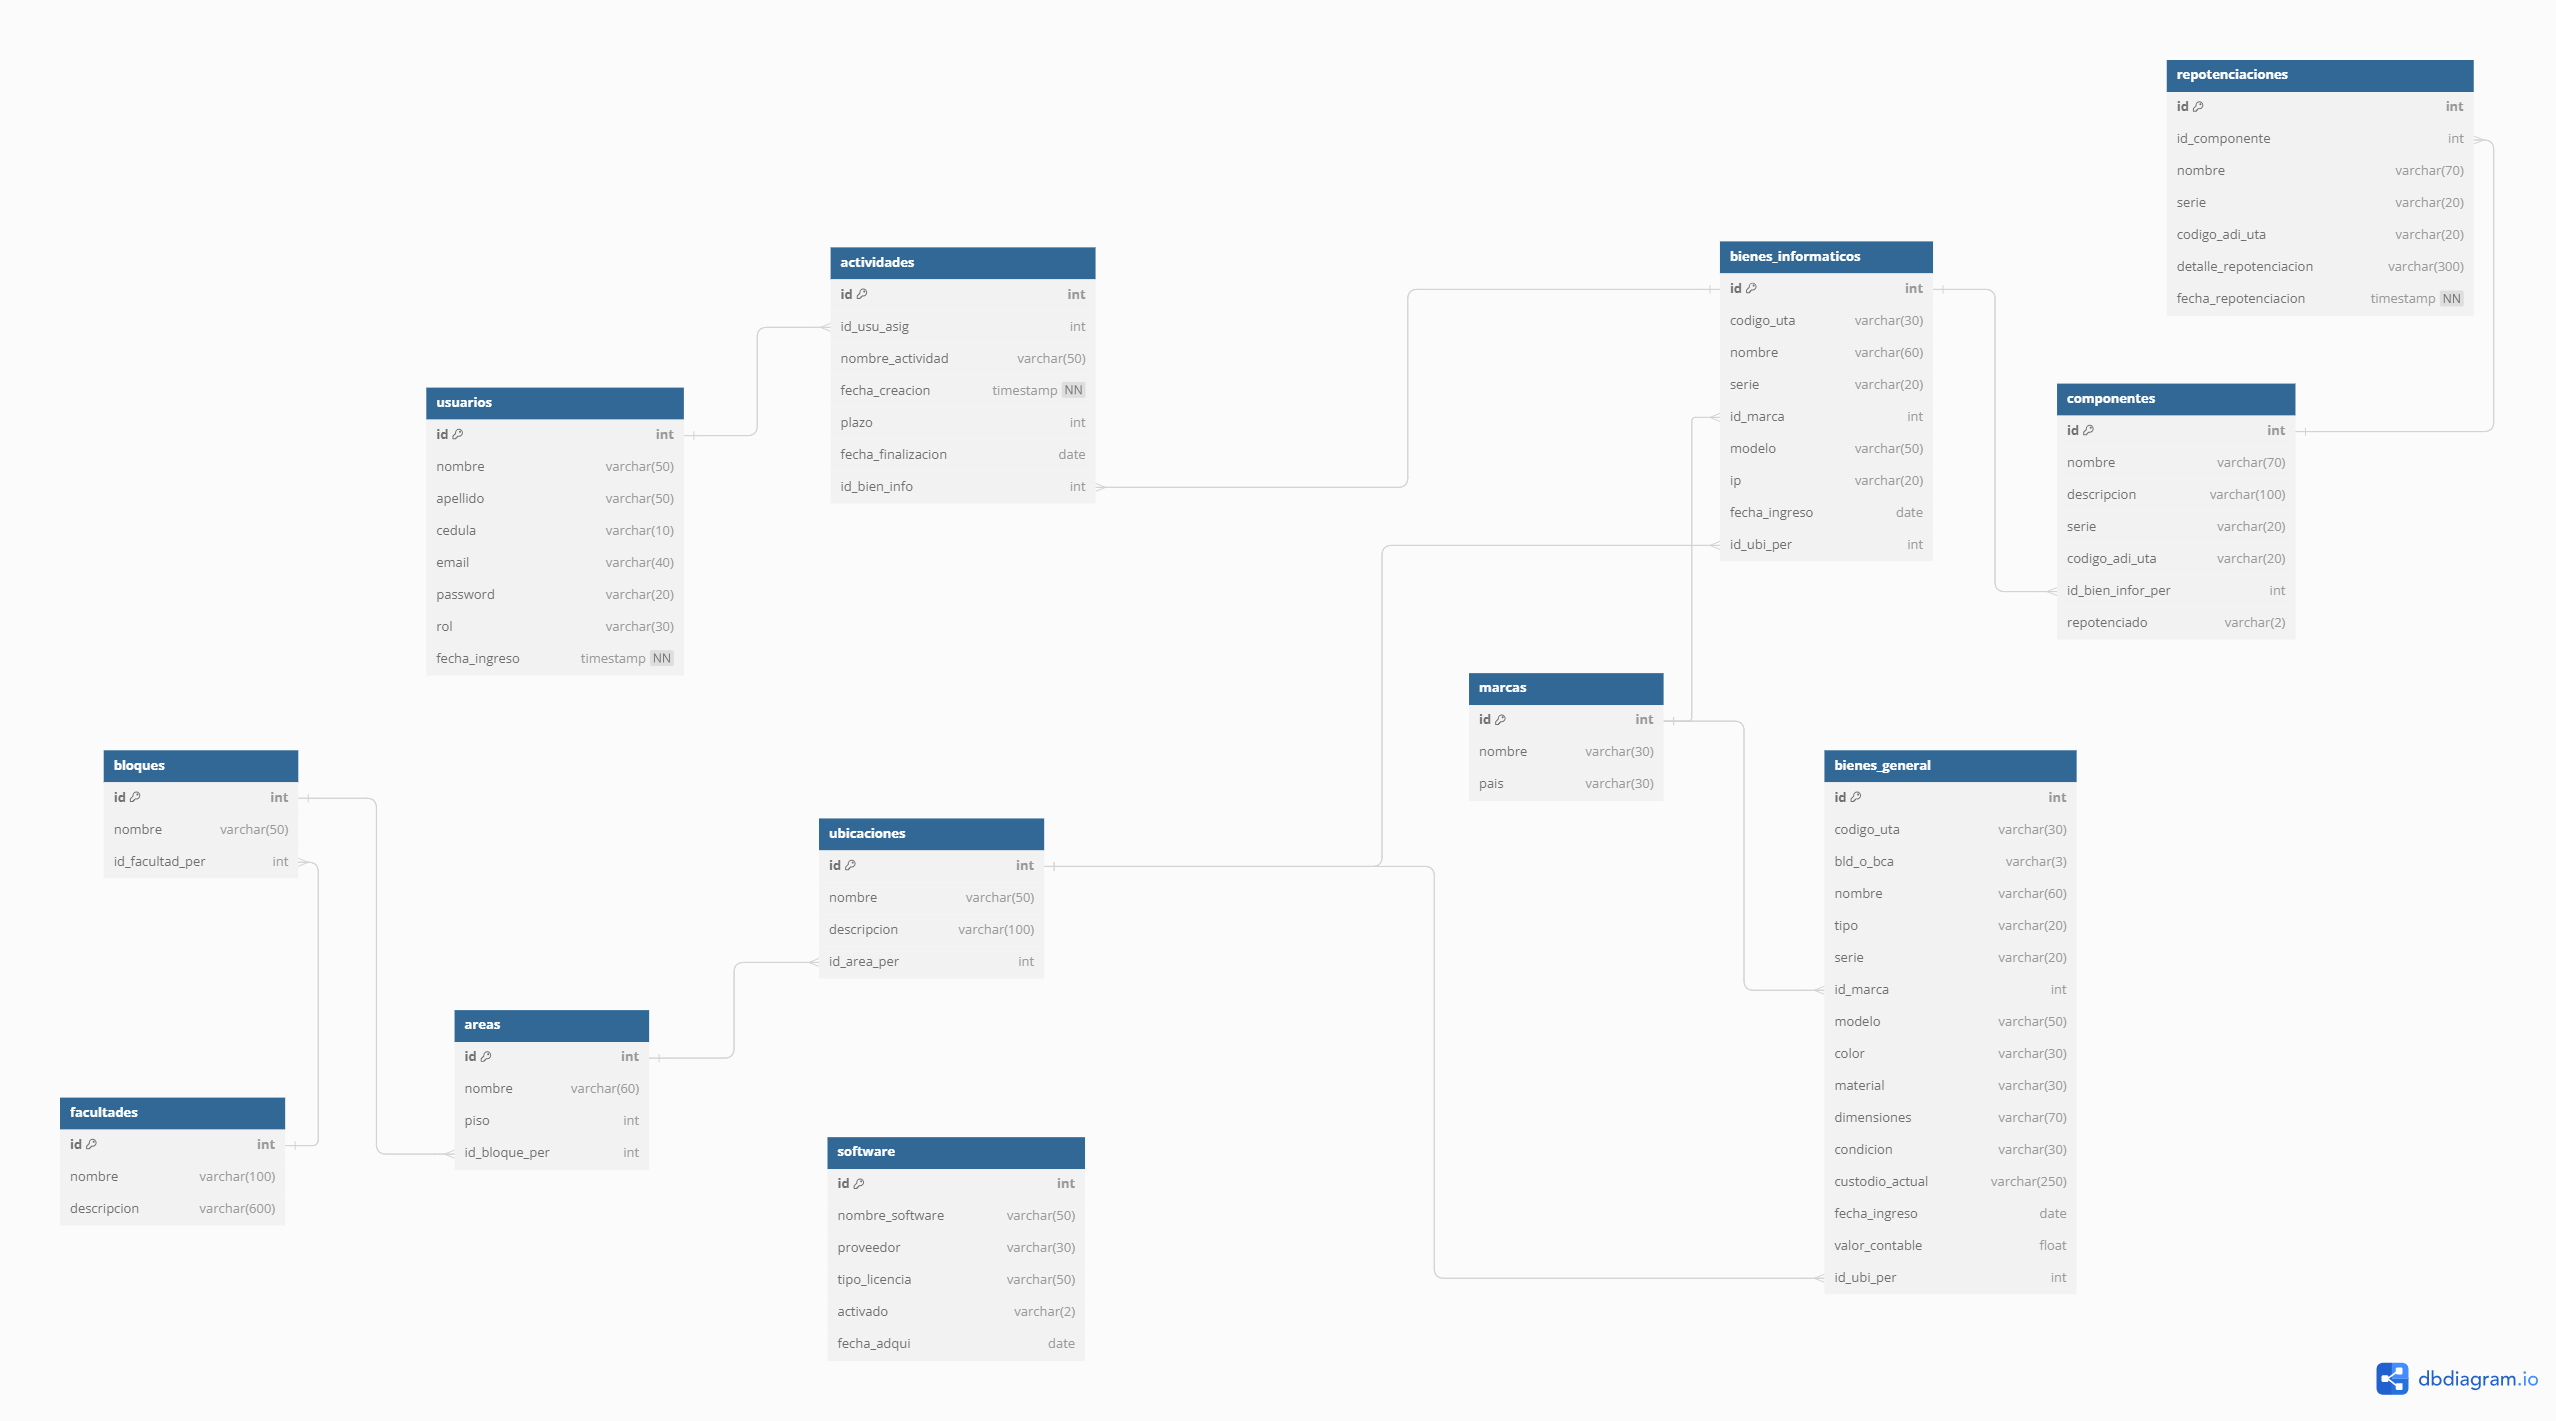 repotenciaciones
id int
id_componente int
nombre varchar(70)
serie varchar(20)
codigo_adi_uta varchar(20)
detalle_repotenciacion varchar(300)
fecha_repotenciacion timestamp NN
actividades
id int
id_usu_asig int
nombre_actividad varchar(50)
fecha_creacion timestamp NN
plazo int
fecha_finalizacion date
id_bien_info int
bienes_informaticos
id int
codigo_uta varchar(30)
nombre varchar(60)
serie varchar(20)
id_marca int
modelo varchar(50)
ip varchar(20)
fecha_ingreso date
id_ubi_per int
usuarios
id int
nombre varchar(50)
apellido varchar(50)
cedula varchar(10)
email varchar(40)
password varchar(20)
rol varchar(30)
fecha_ingreso timestamp NN
componentes
id int
nombre varchar(70)
descripcion varchar(100)
serie varchar(20)
codigo_adi_uta varchar(20)
id_bien_infor_per int
repotenciado varchar(2)
marcas
id int
nombre varchar(30)
pais varchar(30)
bloques
id int
nombre varchar(50)
id_facultad_per int
ubicaciones
id int
nombre varchar(50)
descripcion varchar(100)
id_area_per int
bienes_general
id int
codigo_uta varchar(30)
bld_o_bca varchar(3)
nombre varchar(60)
tipo varchar(20)
serie varchar(20)
id_marca int
modelo varchar(50)
color varchar(30)
material varchar(30)
dimensiones varchar(70)
condicion varchar(30)
custodio_actual varchar(250)
fecha_ingreso date
valor_contable float
id_ubi_per int
areas
id int
nombre varchar(60)
piso int
id_bloque_per int
facultades
id int
nombre varchar(100)
descripcion varchar(600)
software
id int
nombre_software varchar(50)
proveedor varchar(30)
tipo_licencia varchar(50)
activado varchar(2)
fecha_adqui date
dbdiagram.io